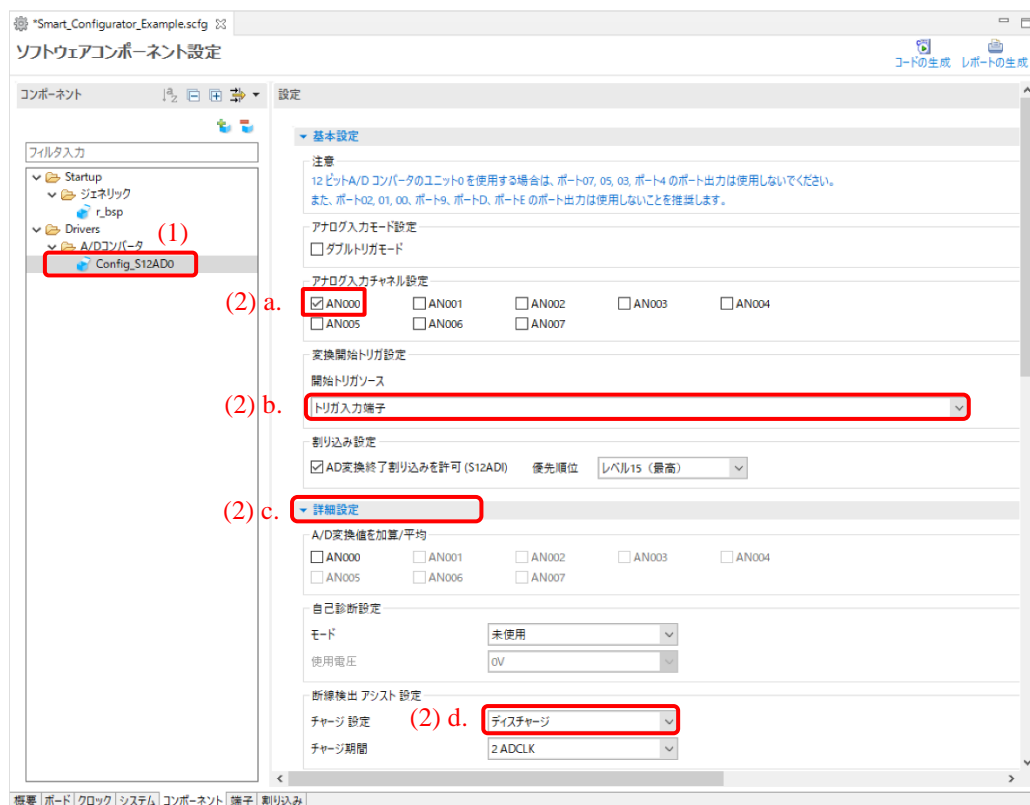 *Smart_Configurator_Example.scfg
ソフトウェアコンポーネント設定
コードの生成 レポートの生成
コンポーネント
設定
フィルタ入力
Startup
ジェネリック
r_bsp
Drivers
(1)
A/Dコンバータ
Config_S12AD0
基本設定
注意
12 ビットA/D コンバータのユニット0 を使用する場合は、ポート07, 05, 03, ポート4 のポート出力は使用しないでください。
また、ポート02, 01, 00、ポート9、ポートD、ポートE のポート出力は使用しないことを推奨します。
アナログ入力モード設定
ダブルトリガモード
アナログ入力チャネル設定
(2) a.
AN000 AN001 AN002 AN003 AN004
AN005 AN006 AN007
変換開始トリガ設定
開始トリガソース
(2) b.
トリガ入力端子
割り込み設定
AD変換終了割り込みを許可 (S12ADI) 優先順位 レベル15（最高）
(2) c.
詳細設定
A/D変換値を加算/平均
AN000 AN001 AN002 AN003 AN004
AN005 AN006 AN007
自己診断設定
モード 未使用
使用電圧 0V
断線検出 アシスト 設定
チャージ 設定 (2) d. ディスチャージ
チャージ期間 2 ADCLK
概要 ボード クロック システム コンポーネント 端子 割り込み